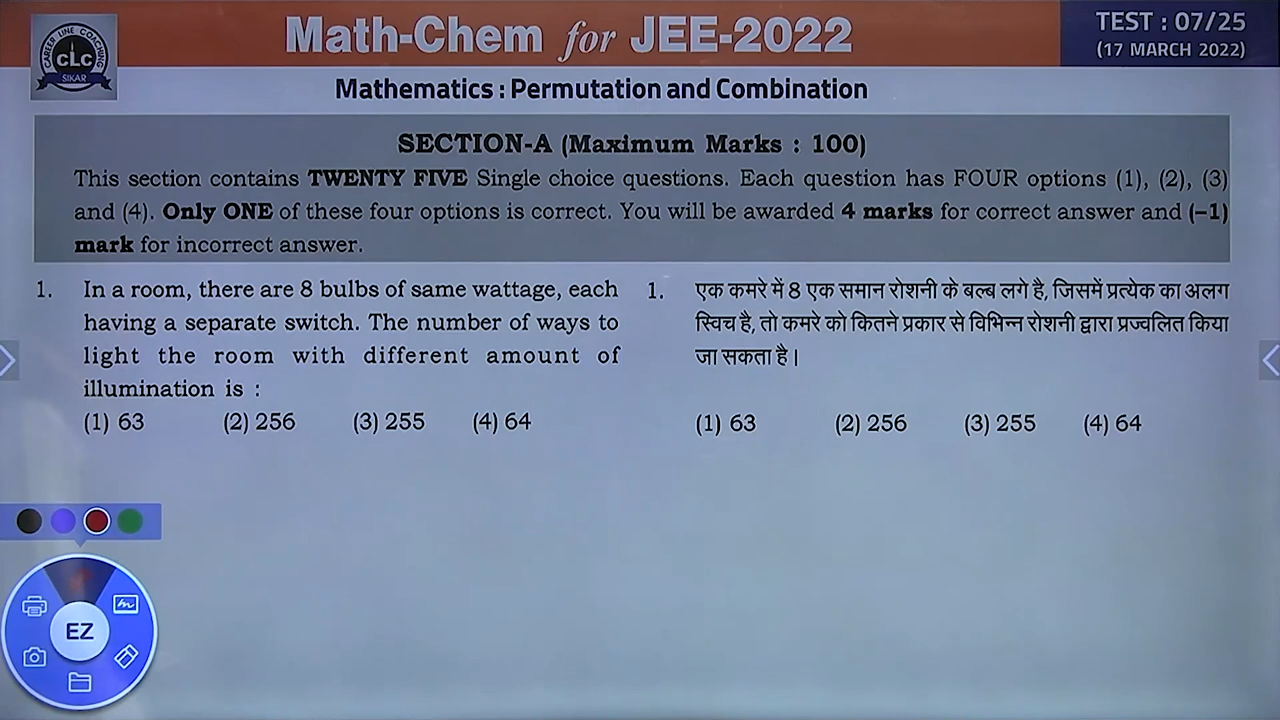 CAREER LINE COACHING
CLC
SIKAR
Math-Chem for JEE-2022
TEST : 07/25
(17 MARCH 2022)
Mathematics : Permutation and Combination
SECTION-A (Maximum Marks : 100)
This section contains TWENTY FIVE Single choice questions. Each question has FOUR options (1), (2), (3)
and (4). Only ONE of these four options is correct. You will be awarded 4 marks for correct answer and (–1)
mark for incorrect answer.
1. In a room, there are 8 bulbs of same wattage, each
having a separate switch. The number of ways to
light the room with different amount of
illumination is :
(1) 63 (2) 256 (3) 255 (4) 64
1. एक कमरे में 8 एक समान रोशनी के बल्ब लगे है, जिसमें प्रत्येक का अलग
स्विच है, तो कमरे को कितने प्रकार से विभिन्न रोशनी द्वारा प्रज्वलित किया
जा सकता है।
(1) 63 (2) 256 (3) 255 (4) 64
EZ